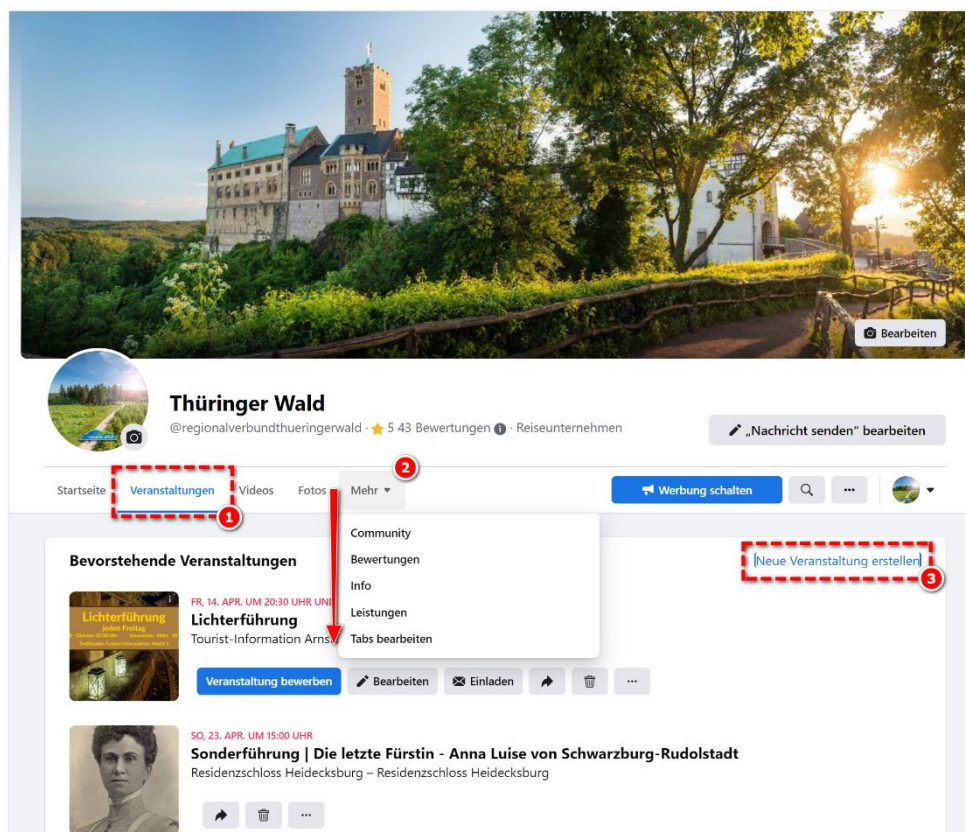 Bearbeiten
Thüringer Wald
@regionalverbundthueringerwald · 5 43 Bewertungen · Reiseunternehmen
„Nachricht senden“ bearbeiten
Startseite Veranstaltungen Videos Fotos Mehr
1
2
Werbung schalten
Community
Bewertungen
Info
Leistungen
Tabs bearbeiten
Bevorstehende Veranstaltungen
Neue Veranstaltung erstellen
3
Lichterführung
jeden Freitag
FR, 14. APR. UM 20:30 UHR UND
Lichterführung
Tourist-Information
Veranstaltung bewerben Bearbeiten Einladen
SO, 23. APR. UM 15:00 UHR
Sonderführung | Die letzte Fürstin - Anna Luise von Schwarzburg-Rudolstadt
Residenzschloss Heidecksburg – Residenzschloss Heidecksburg